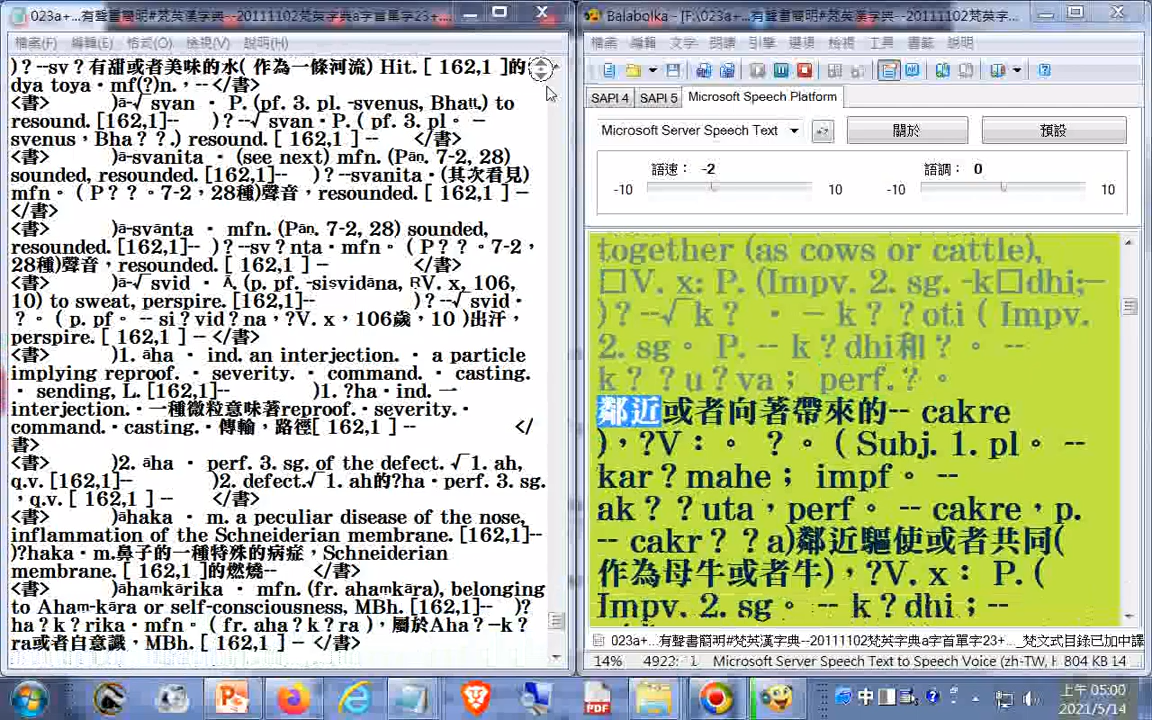 023a+...有聲書簡明#梵英漢字典--20111102梵英字典a字首單字23+...
檔案(F) 編輯(E) 格式(O) 檢視(V) 說明(H)
)? --sv ? 有甜或者美味的水( 作為一條河流) Hit. [ 162,1 ]的
dya toya · mf(?)n. , -- </書>
<書> )ā-√ svan · P. (pf. 3. pl. -svenus, Bhaṭṭ.) to
resound. [162,1]-- )? --√ svan · P. ( pf. 3. pl。 --
svenus , Bha ? ?.) resound. [ 162,1 ] -- </書>
<書> )ā-svanita · (see next) mfn. (Pāṇ. 7-2, 28)
sounded, resounded. [162,1]-- )? --svanita · (其次看見)
mfn。 ( P ? ?。7-2 , 28種)聲音 , resounded. [ 162,1 ] --
</書>
<書> )ā-svānta · mfn. (Pāṇ. 7-2, 28) sounded,
resounded. [162,1]-- )? --sv ? nta · mfn。 ( P ? ?。7-2 ,
28種)聲音 , resounded. [ 162,1 ] -- </書>
<書> )ā-√ svid · Ā. (p. pf. -siṣvidāna, RV. x, 106,
10) to sweat, perspire. [162,1]-- )? --√ svid ·
?。 ( p. pf。 -- si ? vid ? na , ?V. x , 106歲 , 10 )出汗 ,
perspire. [ 162,1 ] -- </書>
<書> )1. āha · ind. an interjection. · a particle
implying reproof. · severity. · command. · casting.
· sending, L. [162,1]-- )1. ?ha · ind. 一
interjection. · 一種微粒意味著reproof. · severity. ·
command. · casting. · 傳輸 , 路徑[ 162,1 ] -- </
書>
<書> )2. āha · perf. 3. sg. of the defect. √ 1. ah,
q.v. [162,1]-- )2. defect.√ 1. ah的?ha · perf. 3. sg.
, q.v. [ 162,1 ] -- </書>
<書> )āhaka · m. a peculiar disease of the nose,
inflammation of the Schneiderian membrane. [162,1]--
)?haka · m.鼻子的一種特殊的病症 , Schneiderian
membrane. [ 162,1 ]的燃燒-- </書>
<書> )āhaṃkārika · mfn. (fr. ahaṃkāra), belonging
to Ahaṃ-kāra or self-consciousness, MBh. [162,1]-- )?
ha ? k ? rika · mfn。 ( fr. aha ? k ? ra ) , 屬於Aha ? --k ?
ra或者自意識 , MBh. [ 162,1 ] -- </書>
Balabolka - [F:\023a+...有聲書簡明#梵英漢字典--20111102梵英字...
檔案 編輯 文字 朗讀 引擎 選項 檢視 工具 書籤 說明
SAPI 4 SAPI 5 Microsoft Speech Platform
Microsoft Server Speech Text 關於 預設
語速: -2 語調: 0
-10 10 -10 10
together (as cows or cattle),
□V. x: P. (Impv. 2. sg. -k□dhi;--
)? --√ k ? · -- k ? ?oti ( Impv.
2. sg。 P. -- k ? dhi和 ?。 --
k ? ? u ? va ; perf. ?。
鄰近或者向著帶來的-- cakre
) , ?V : 。 ?。 ( Subj. 1. pl。 --
kar ? mahe ; impf。 --
ak ? ? uta , perf。 -- cakre , p.
-- cakr ? ? a)鄰近驅使或者共同(
作為母牛或者牛) , ?V. x : P. (
Impv. 2. sg。 -- k ? dhi ; --
023a+...有聲書簡明#梵英漢字典--20111102梵英字典a字首單字23+..._梵文式目錄已加中譯
14% 4922: 1 Microsoft Server Speech Text to Speech Voice (zh-TW, H 804 KB 14
PDF
中
上午 05:00
2021/5/14